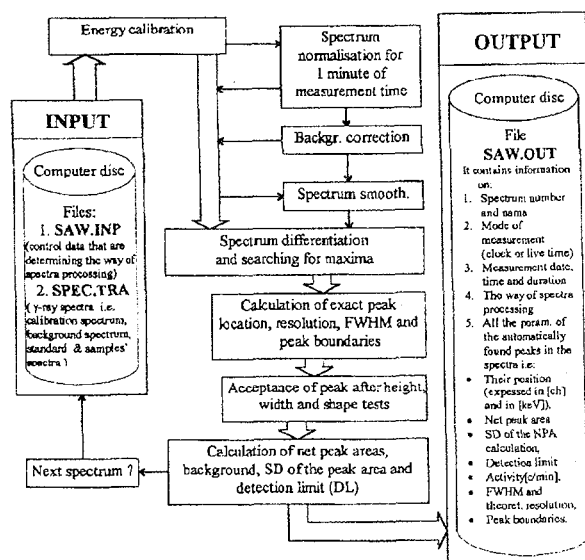 Energy calibration
Spectrum
normalisation for
1 minute of
measurement time
Backgr. correction
Spectrum smooth.
Spectrum differentiation
and searching for maxima
Calculation of exact peak
location, resolution, FWHM and
peak boundaries
Acceptance of peak after height,
width and shape tests
Calculation of net peak areas,
background, SD of the peak area and
detection limit (DL)
Next spectrum ?
INPUT
Computer disc
Files:
1. SAW.INP
(control data that are
determining the way of
spectra processing)
2. SPEC.TRA
( γ-ray spectra i.e.
calibration spectrum,
background spectrum,
standard & samples'
spectra )
OUTPUT
Computer disc
File
SAW.OUT
It contains information
on:
1. Spectrum number
and name
2. Mode of
measurement
(clock or live time)
3. Measurement date,
time and duration
4. The way of spectra
processing
5. All the param. of
the automatically
found peaks in the
spectra i.e:
• Their position
(expressed in [ch]
and in [keV]),
• Net peak area
• SD of the NPA
calculation,
• Detection limit
• Activity[c/min],
• FWHM and
theoret. resolution,
• Peak boundaries.